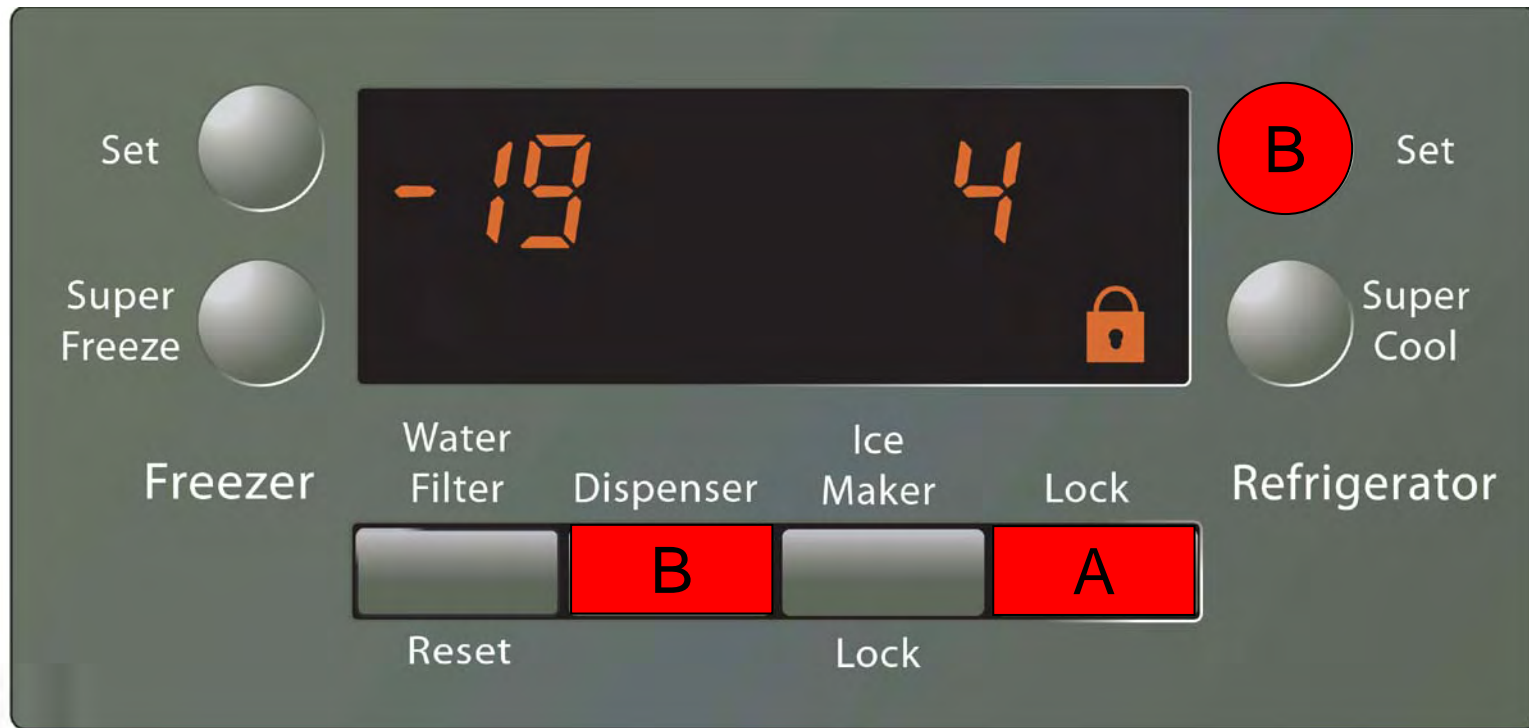 Set
-19
4
B
Set
Super
Freeze
Super
Cool
Freezer
Water
Filter
Dispenser
Ice
Maker
Lock
Refrigerator
B
A
Reset
Lock